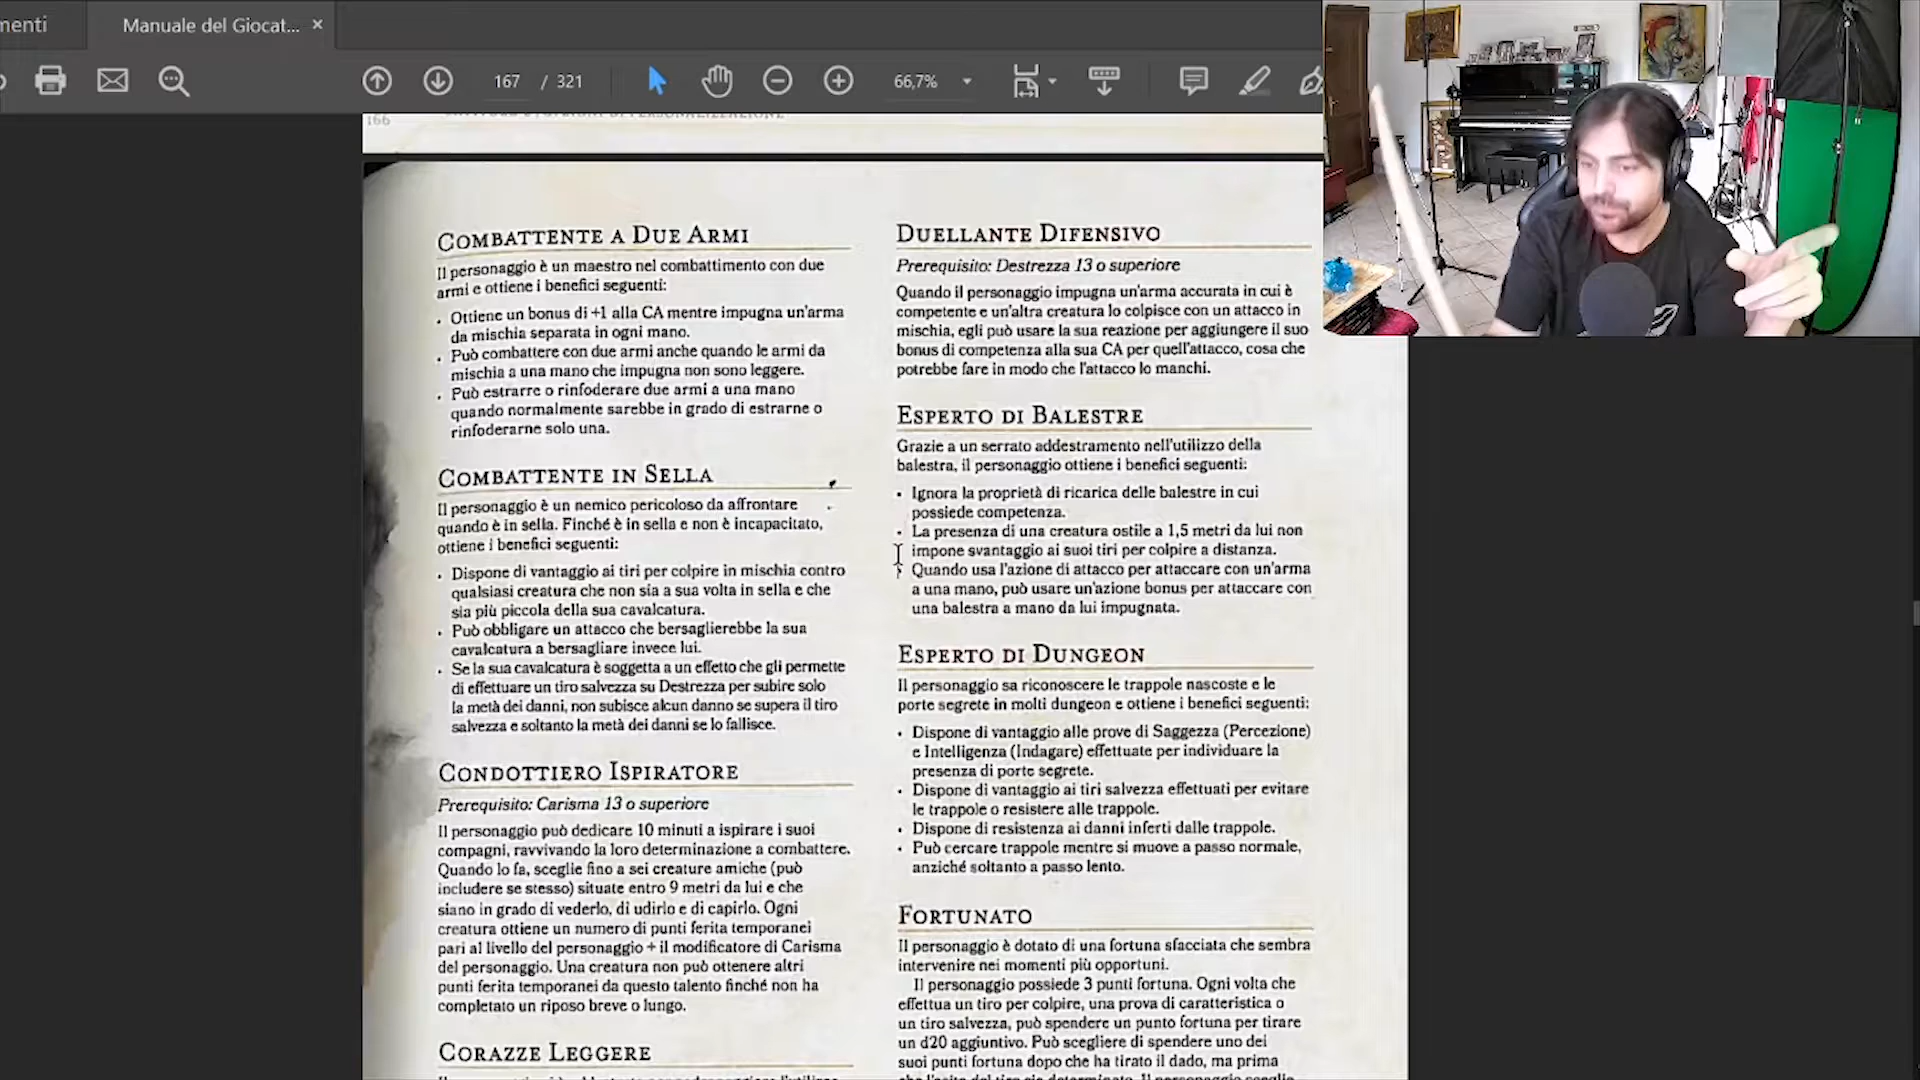 menti
Manuale del Giocat... ×
167 / 321
66,7%
166
COMBATTENTE A DUE ARMI
Il personaggio è un maestro nel combattimento con due
armi e ottiene i benefici seguenti:
• Ottiene un bonus di +1 alla CA mentre impugna un'arma
da mischia separata in ogni mano.
• Può combattere con due armi anche quando le armi da
mischia a una mano che impugna non sono leggere.
• Può estrarre o rinfoderare due armi a una mano
quando normalmente sarebbe in grado di estrarne o
rinfoderarne solo una.
COMBATTENTE IN SELLA
Il personaggio è un nemico pericoloso da affrontare
quando è in sella. Finché è in sella e non è incapacitato,
ottiene i benefici seguenti:
• Dispone di vantaggio ai tiri per colpire in mischia contro
qualsiasi creatura che non sia a sua volta in sella e che
sia più piccola della sua cavalcatura.
• Può obbligare un attacco che bersaglierebbe la sua
cavalcatura a bersagliare invece lui.
• Se la sua cavalcatura è soggetta a un effetto che gli permette
di effettuare un tiro salvezza su Destrezza per subire solo
la metà dei danni, non subisce alcun danno se supera il tiro
salvezza e soltanto la metà dei danni se lo fallisce.
CONDOTTIERO ISPIRATORE
Prerequisito: Carisma 13 o superiore
Il personaggio può dedicare 10 minuti a ispirare i suoi
compagni, ravvivando la loro determinazione a combattere.
Quando lo fa, sceglie fino a sei creature amiche (può
includere se stesso) situate entro 9 metri da lui e che
siano in grado di vederlo, di udirlo e di capirlo. Ogni
creatura ottiene un numero di punti ferita temporanei
pari al livello del personaggio + il modificatore di Carisma
del personaggio. Una creatura non può ottenere altri
punti ferita temporanei da questo talento finché non ha
completato un riposo breve o lungo.
CORAZZE LEGGERE
DUELLANTE DIFENSIVO
Prerequisito: Destrezza 13 o superiore
Quando il personaggio impugna un'arma accurata in cui è
competente e un'altra creatura lo colpisce con un attacco in
mischia, egli può usare la sua reazione per aggiungere il suo
bonus di competenza alla sua CA per quell'attacco, cosa che
potrebbe fare in modo che l'attacco lo manchi.
ESPERTO DI BALESTRE
Grazie a un serrato addestramento nell'utilizzo della
balestra, il personaggio ottiene i benefici seguenti:
• Ignora la proprietà di ricarica delle balestre in cui
possiede competenza.
• La presenza di una creatura ostile a 1,5 metri da lui non
impone svantaggio ai suoi tiri per colpire a distanza.
• Quando usa l'azione di attacco per attaccare con un'arma
a una mano, può usare un'azione bonus per attaccare con
una balestra a mano da lui impugnata.
ESPERTO DI DUNGEON
Il personaggio sa riconoscere le trappole nascoste e le
porte segrete in molti dungeon e ottiene i benefici seguenti:
• Dispone di vantaggio alle prove di Saggezza (Percezione)
e Intelligenza (Indagare) effettuate per individuare la
presenza di porte segrete.
• Dispone di vantaggio ai tiri salvezza effettuati per evitare
le trappole o resistere alle trappole.
• Dispone di resistenza ai danni inferti dalle trappole.
• Può cercare trappole mentre si muove a passo normale,
anziché soltanto a passo lento.
FORTUNATO
Il personaggio è dotato di una fortuna sfacciata che sembra
intervenire nei momenti più opportuni.
Il personaggio possiede 3 punti fortuna. Ogni volta che
effettua un tiro per colpire, una prova di caratteristica o
un tiro salvezza, può spendere un punto fortuna per tirare
un d20 aggiuntivo. Può scegliere di spendere uno dei
suoi punti fortuna dopo che ha tirato il dado, ma prima